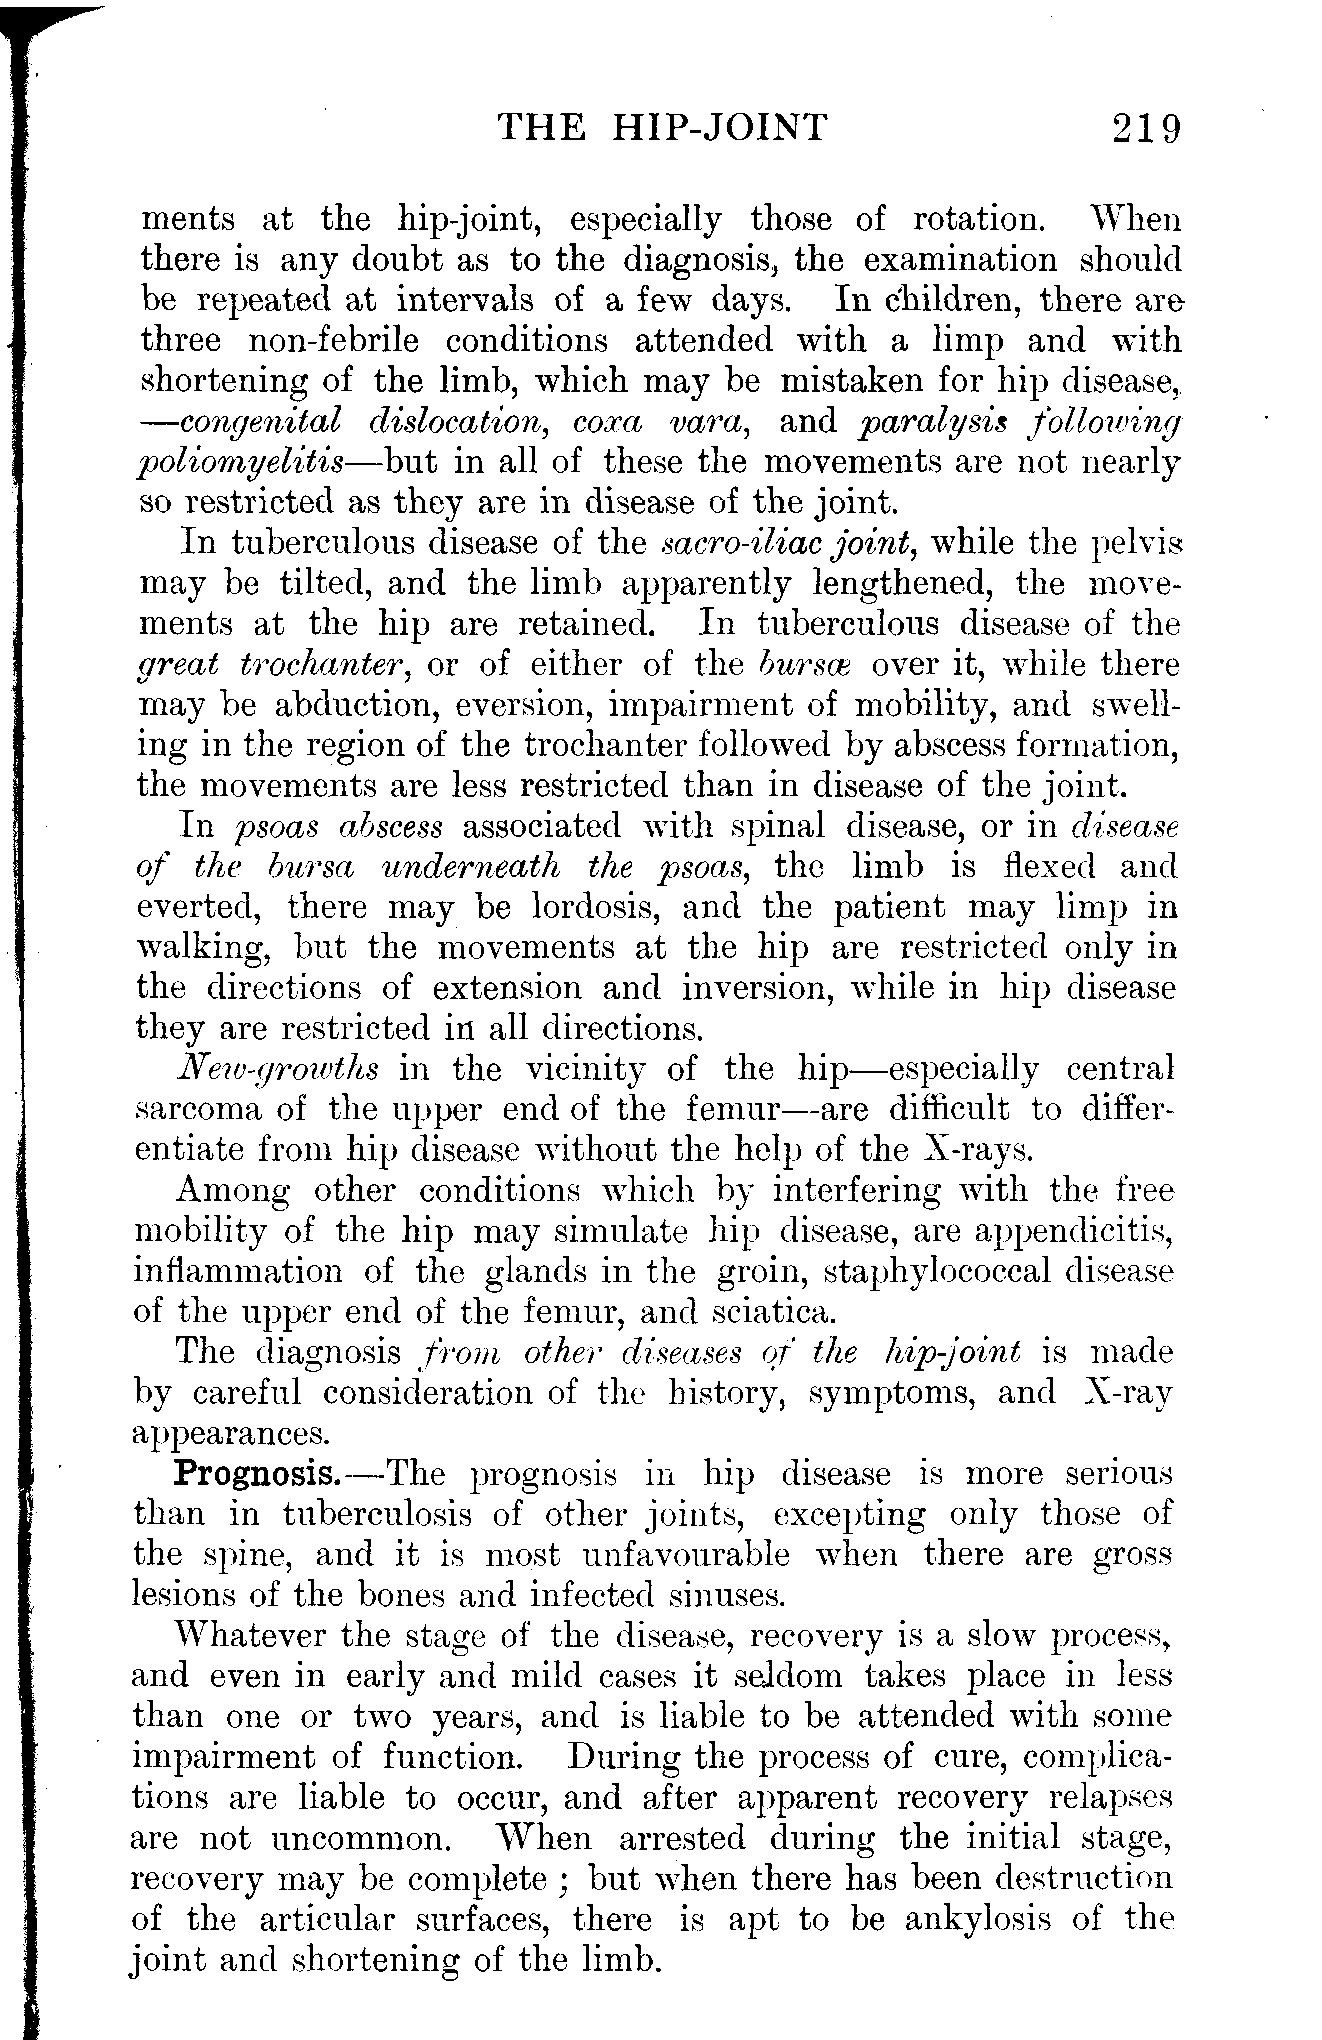 THE HIP-JOINT 219
ments at the hip-joint, especially those of rotation. When
there is any doubt as to the diagnosis, the examination should
be repeated at intervals of a few days. In children, there are
three non-febrile conditions attended with a limp and with
shortening of the limb, which may be mistaken for hip disease,
—congenital dislocation, coxa vara, and paralysis following
poliomyelitis—but in all of these the movements are not nearly
so restricted as they are in disease of the joint.
In tuberculous disease of the sacro-iliac joint, while the pelvis
may be tilted, and the limb apparently lengthened, the move-
ments at the hip are retained. In tuberculous disease of the
great trochanter, or of either of the bursæ over it, while there
may be abduction, eversion, impairment of mobility, and swell-
ing in the region of the trochanter followed by abscess formation,
the movements are less restricted than in disease of the joint.
In psoas abscess associated with spinal disease, or in disease
of the bursa underneath the psoas, the limb is flexed and
everted, there may be lordosis, and the patient may limp in
walking, but the movements at the hip are restricted only in
the directions of extension and inversion, while in hip disease
they are restricted in all directions.
New-growths in the vicinity of the hip—especially central
sarcoma of the upper end of the femur—are difficult to differ-
entiate from hip disease without the help of the X-rays.
Among other conditions which by interfering with the free
mobility of the hip may simulate hip disease, are appendicitis,
inflammation of the glands in the groin, staphylococcal disease
of the upper end of the femur, and sciatica.
The diagnosis from other diseases of the hip-joint is made
by careful consideration of the history, symptoms, and X-ray
appearances.
Prognosis.—The prognosis in hip disease is more serious
than in tuberculosis of other joints, excepting only those of
the spine, and it is most unfavourable when there are gross
lesions of the bones and infected sinuses.
Whatever the stage of the disease, recovery is a slow process,
and even in early and mild cases it seldom takes place in less
than one or two years, and is liable to be attended with some
impairment of function. During the process of cure, complica-
tions are liable to occur, and after apparent recovery relapses
are not uncommon. When arrested during the initial stage,
recovery may be complete ; but when there has been destruction
of the articular surfaces, there is apt to be ankylosis of the
joint and shortening of the limb.